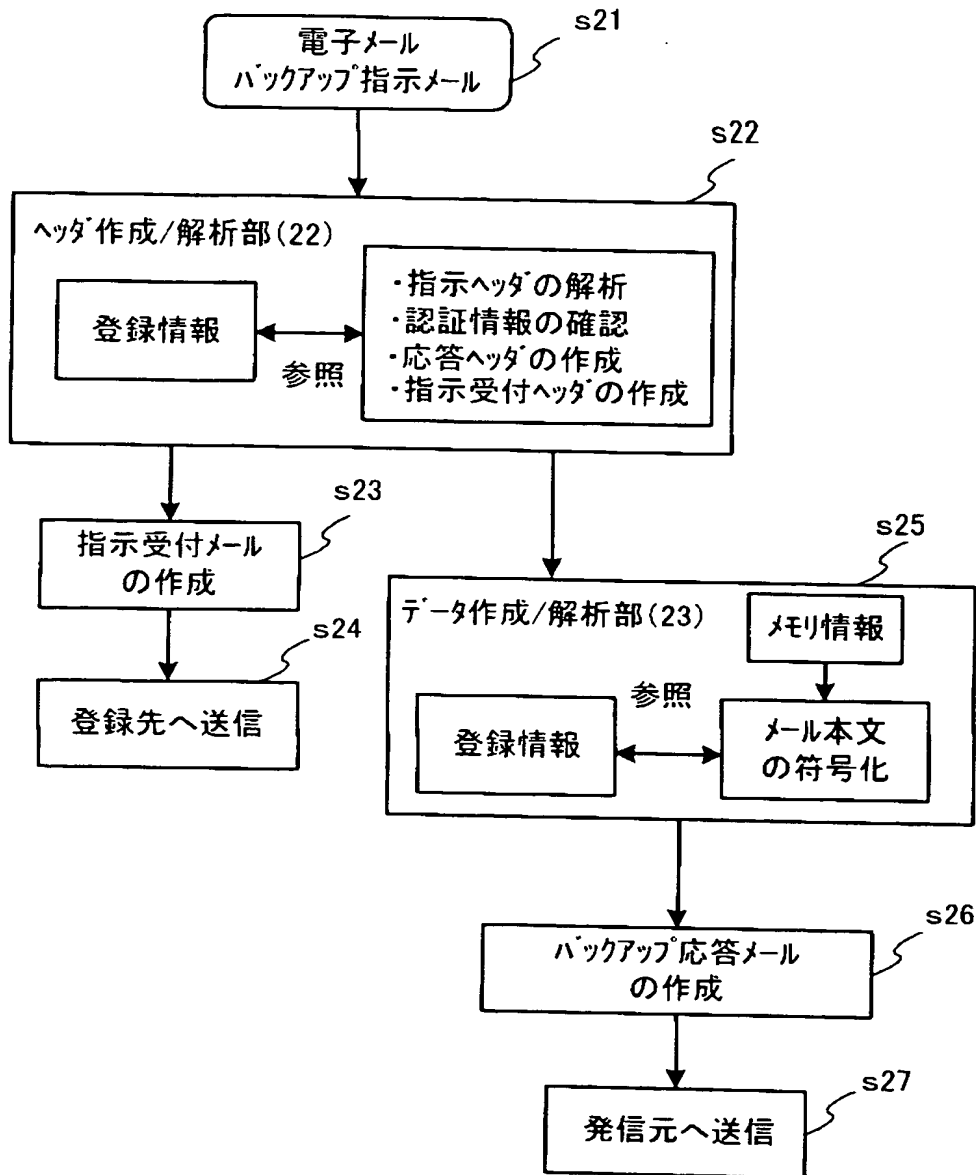 s21
電子メール
バックアップ指示メール
s22
ヘッダ作成/解析部(22)
登録情報
参照
・指示ヘッダの解析
・認証情報の確認
・応答ヘッダの作成
・指示受付ヘッダの作成
s23
指示受付メール
の作成
s24
登録先へ送信
s25
データ作成/解析部(23)
メモリ情報
参照
登録情報
メール本文
の符号化
s26
バックアップ応答メール
の作成
s27
発信元へ送信